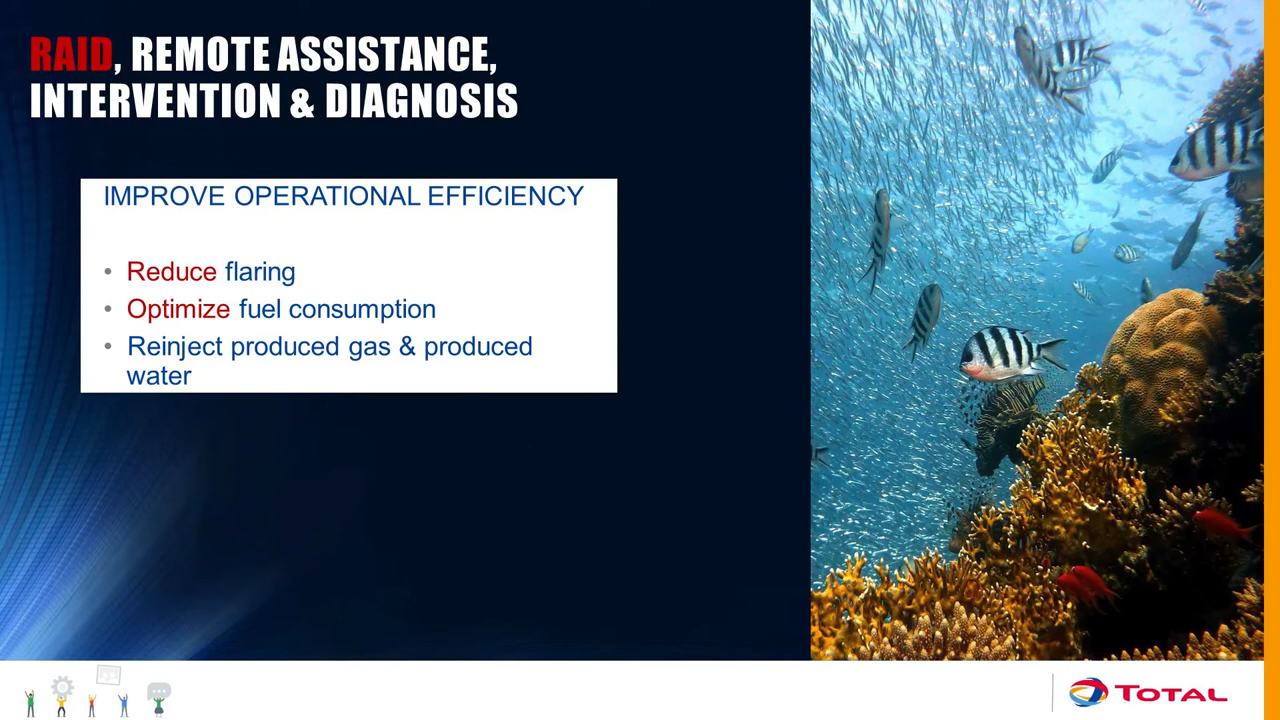 RAID, REMOTE ASSISTANCE,
INTERVENTION & DIAGNOSIS
IMPROVE OPERATIONAL EFFICIENCY
• Reduce flaring
• Optimize fuel consumption
• Reinject produced gas & produced
water
TOTAL